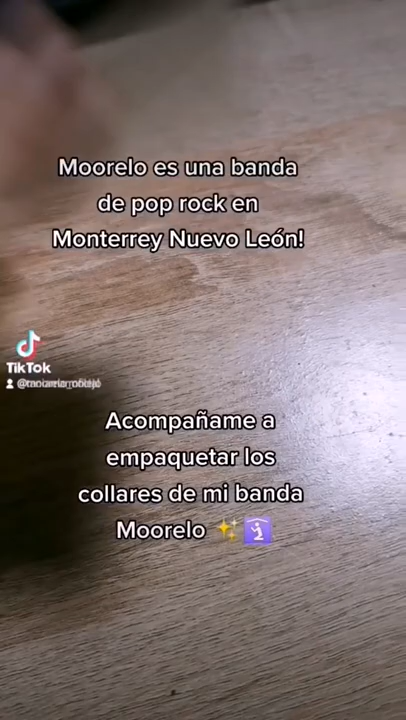 Moorelo es una banda
de pop rock en
Monterrey Nuevo León!
TikTok
Acompañame a
empaquetar los
collares de mi banda
Moorelo ✨🛐